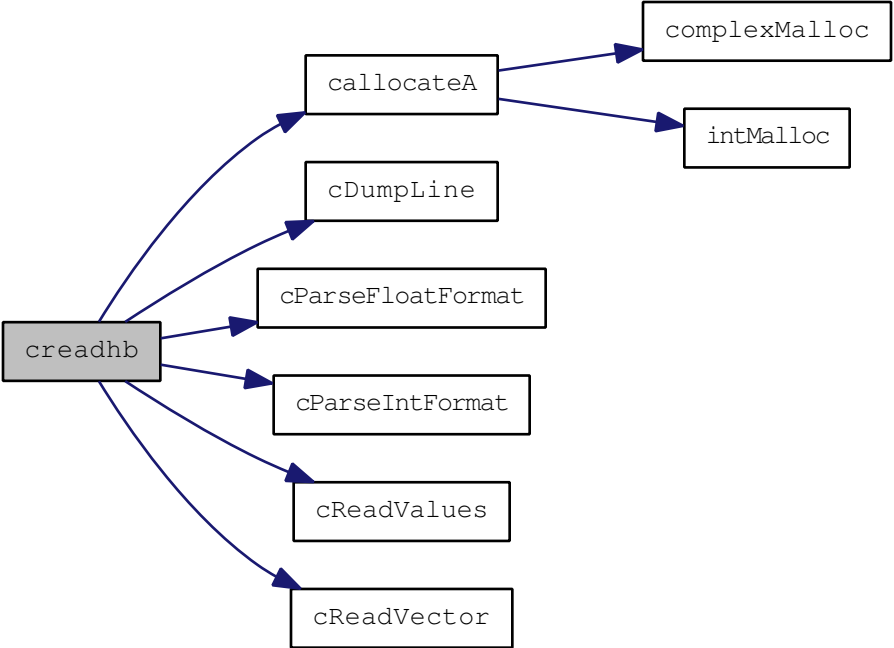 complexMalloc
callocateA
intMalloc
cDumpLine
cParseFloatFormat
creadhb
cParseIntFormat
cReadValues
cReadVector